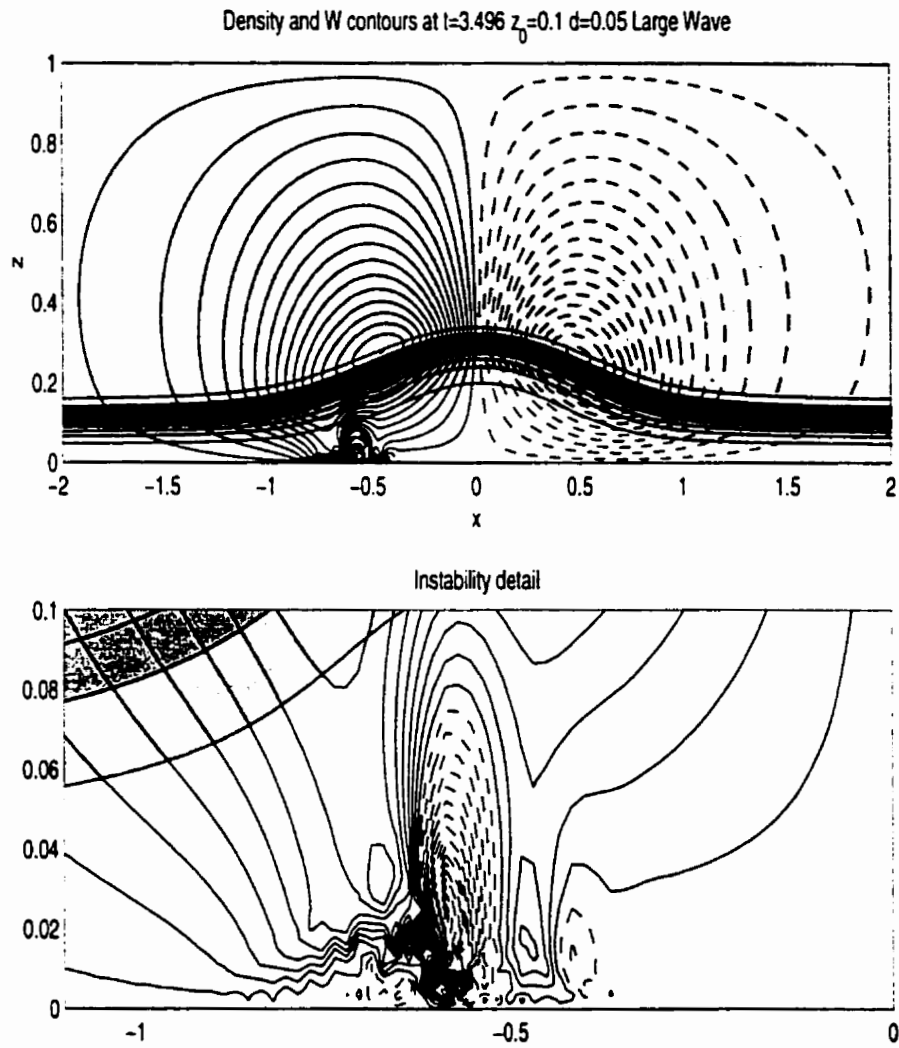 Density and W contours at t=3.496 z0=0.1 d=0.05 Large Wave
1
0.8
0.6
z
0.4
0.2
0
-2 -1.5 -1 -0.5 0 0.5 1 1.5 2
x
Instability detail
0.1
0.08
0.06
0.04
0.02
0
-1 -0.5 0